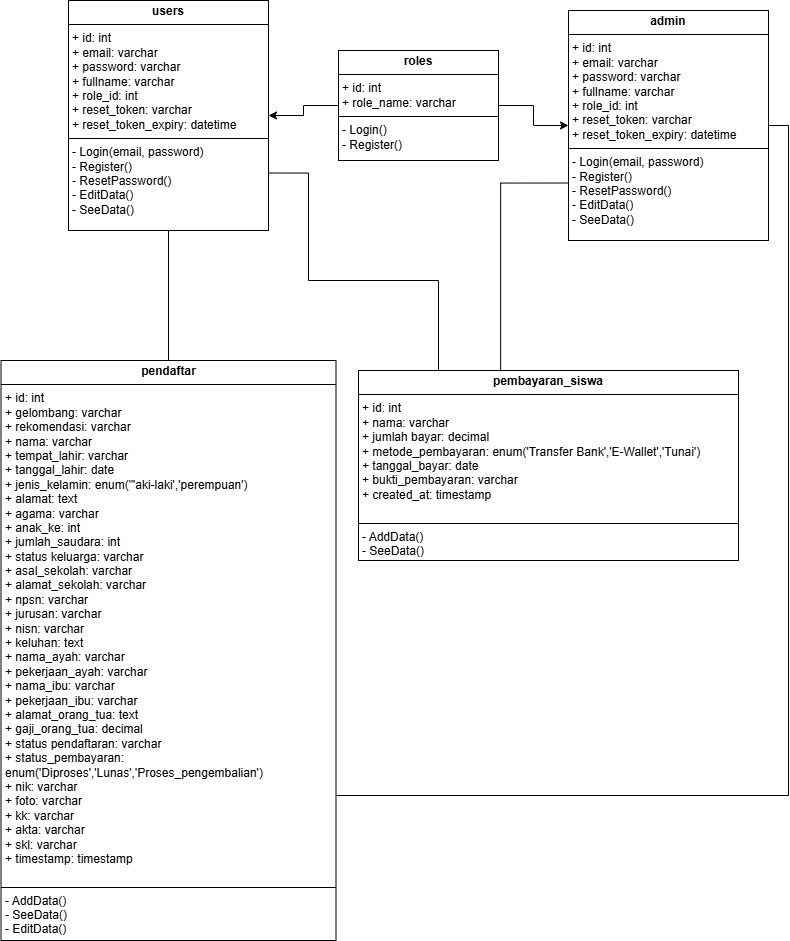 users
+ id: int
+ email: varchar
+ password: varchar
+ fullname: varchar
+ role_id: int
+ reset_token: varchar
+ reset_token_expiry: datetime
- Login(email, password)
- Register()
- ResetPassword()
- EditData()
- SeeData()
roles
+ id: int
+ role_name: varchar
- Login()
- Register()
admin
+ id: int
+ email: varchar
+ password: varchar
+ fullname: varchar
+ role_id: int
+ reset_token: varchar
+ reset_token_expiry: datetime
- Login(email, password)
- Register()
- ResetPassword()
- EditData()
- SeeData()
pendaftar
+ id: int
+ gelombang: varchar
+ rekomendasi: varchar
+ nama: varchar
+ tempat_lahir: varchar
+ tanggal_lahir: date
+ jenis_kelamin: enum('"aki-laki','perempuan')
+ alamat: text
+ agama: varchar
+ anak_ke: int
+ jumlah_saudara: int
+ status keluarga: varchar
+ asal_sekolah: varchar
+ alamat_sekolah: varchar
+ npsn: varchar
+ jurusan: varchar
+ nisn: varchar
+ keluhan: text
+ nama_ayah: varchar
+ pekerjaan_ayah: varchar
+ nama_ibu: varchar
+ pekerjaan_ibu: varchar
+ alamat_orang_tua: text
+ gaji_orang_tua: decimal
+ status pendaftaran: varchar
+ status_pembayaran:
enum('Diproses','Lunas','Proses_pengembalian')
+ nik: varchar
+ foto: varchar
+ kk: varchar
+ akta: varchar
+ skl: varchar
+ timestamp: timestamp
- AddData()
- SeeData()
- EditData()
pembayaran_siswa
+ id: int
+ nama: varchar
+ jumlah bayar: decimal
+ metode_pembayaran: enum('Transfer Bank','E-Wallet','Tunai')
+ tanggal_bayar: date
+ bukti_pembayaran: varchar
+ created_at: timestamp
- AddData()
- SeeData()